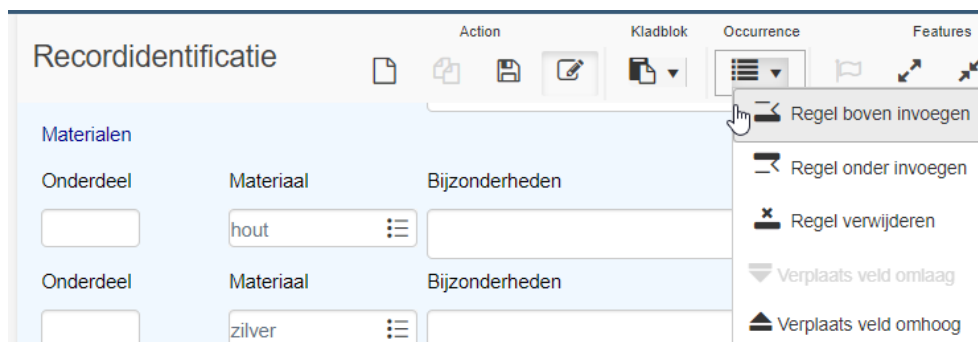 Action Kladblok Occurrence Features
Recordidentificatie
Regel boven invoegen
Materialen
Onderdeel Materiaal Bijzonderheden
Regel onder invoegen
hout
Regel verwijderen
Onderdeel Materiaal Bijzonderheden
Verplaats veld omlaag
zilver
Verplaats veld omhoog